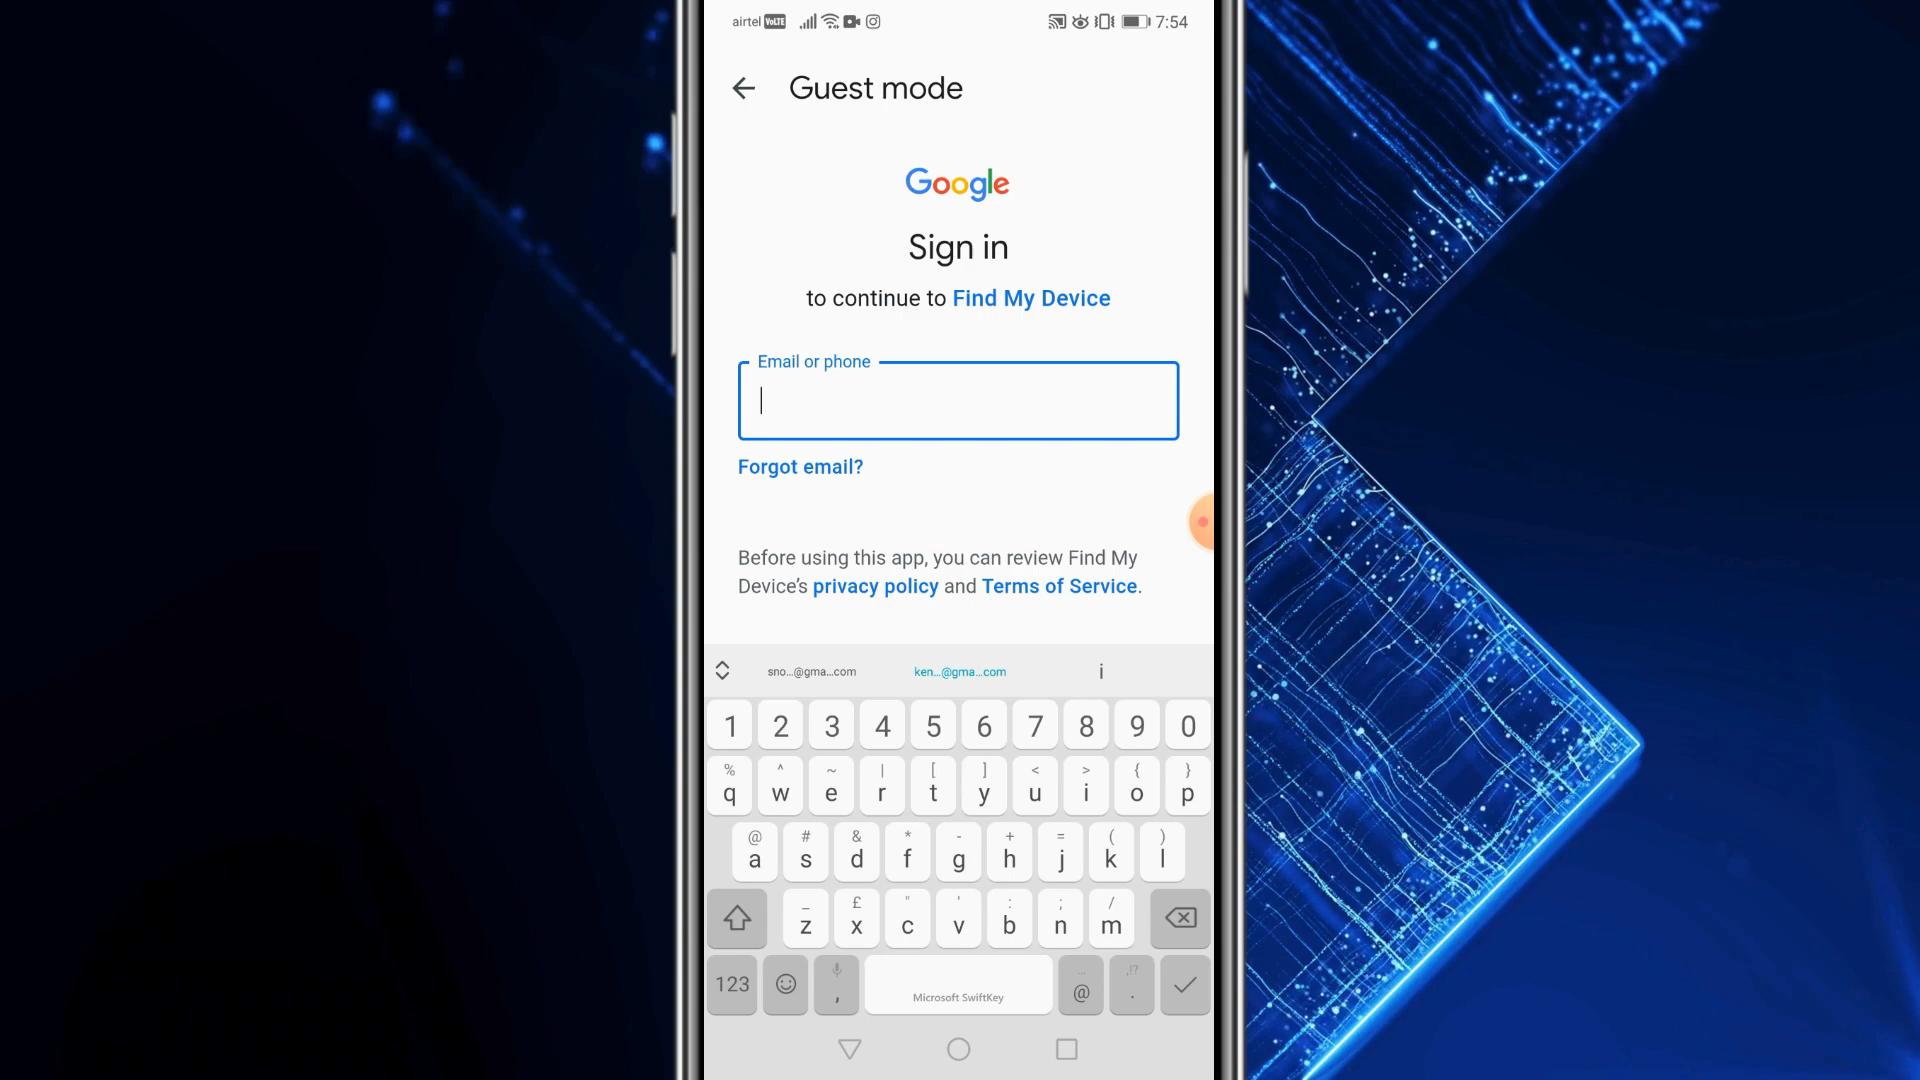 airtel VoLTE 7:54
Guest mode
Google
Sign in
to continue to Find My Device
Email or phone
Forgot email?
Before using this app, you can review Find My
Device's privacy policy and Terms of Service.
sno...@gma...com ken...@gma...com i
1 2 3 4 5 6 7 8 9 0
% ^ ~ | [ ] < > { }
q w e r t y u i o p
@ # & * - + = ( )
a s d f g h j k l
_ £ " ' : ; /
z x c v b n m
... ,!?
123 , Microsoft SwiftKey @ .